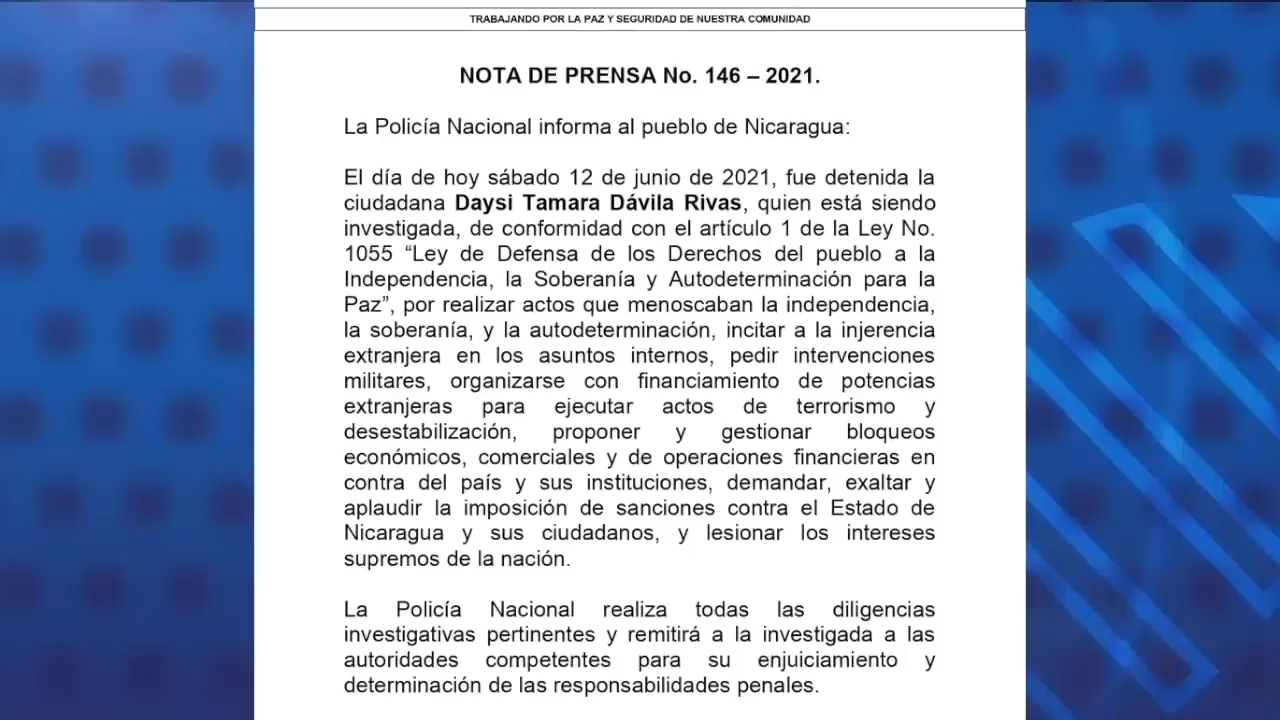 TRABAJANDO POR LA PAZ Y SEGURIDAD DE NUESTRA COMUNIDAD
NOTA DE PRENSA No. 146 – 2021.
La Policía Nacional informa al pueblo de Nicaragua:
El día de hoy sábado 12 de junio de 2021, fue detenida la
ciudadana Daysi Tamara Dávila Rivas, quien está siendo
investigada, de conformidad con el artículo 1 de la Ley No.
1055 “Ley de Defensa de los Derechos del pueblo a la
Independencia, la Soberanía y Autodeterminación para la
Paz”, por realizar actos que menoscaban la independencia,
la soberanía, y la autodeterminación, incitar a la injerencia
extranjera en los asuntos internos, pedir intervenciones
militares, organizarse con financiamiento de potencias
extranjeras para ejecutar actos de terrorismo y
desestabilización, proponer y gestionar bloqueos
económicos, comerciales y de operaciones financieras en
contra del país y sus instituciones, demandar, exaltar y
aplaudir la imposición de sanciones contra el Estado de
Nicaragua y sus ciudadanos, y lesionar los intereses
supremos de la nación.
La Policía Nacional realiza todas las diligencias
investigativas pertinentes y remitirá a la investigada a las
autoridades competentes para su enjuiciamiento y
determinación de las responsabilidades penales.